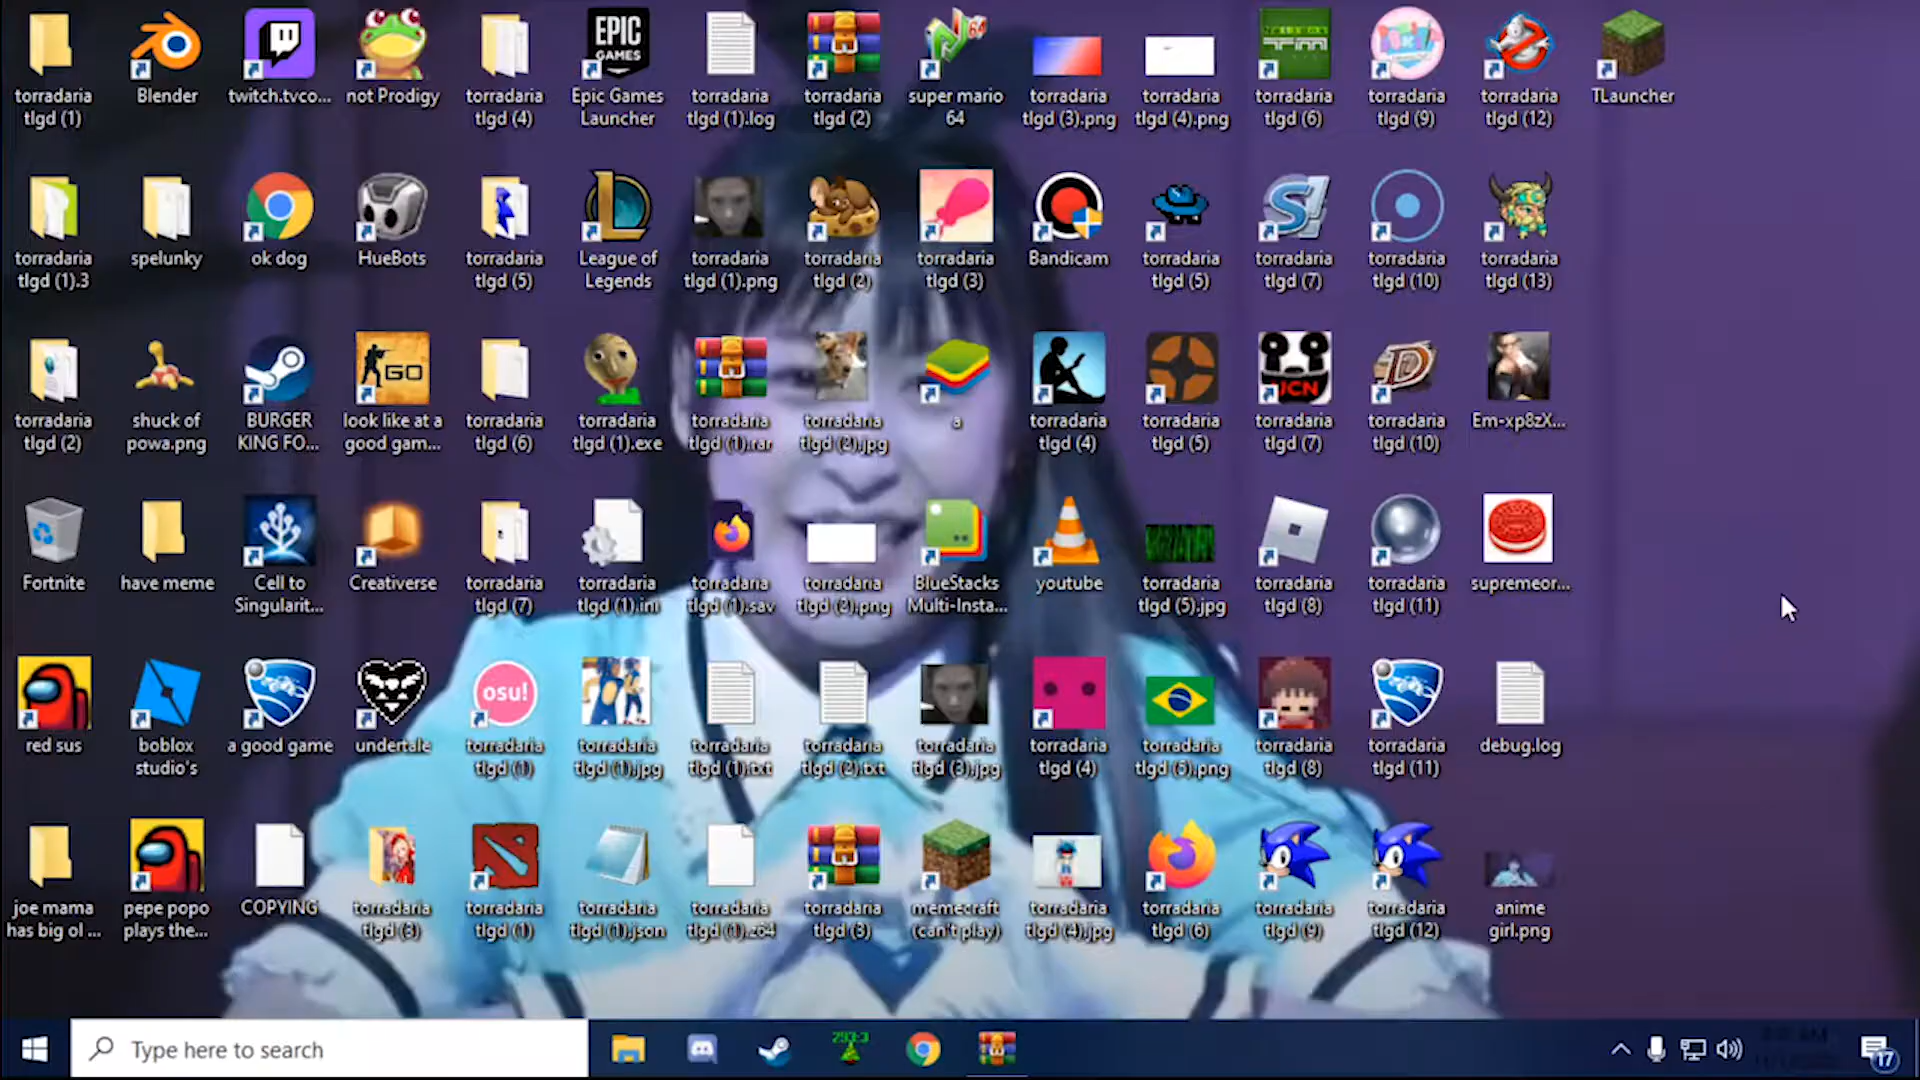 torradaria
tlgd (1)
Blender
twitch.tvco...
not Prodigy
torradaria
tlgd (4)
EPIC
GAMES
Epic Games
Launcher
torradaria
tlgd (1).log
torradaria
tlgd (2)
64
super mario
64
torradaria
tlgd (3).png
torradaria
tlgd (4).png
torradaria
tlgd (6)
torradaria
tlgd (9)
torradaria
tlgd (12)
TLauncher
torradaria
tlgd (1).3
spelunky
ok dog
HueBots
torradaria
tlgd (5)
League of
Legends
torradaria
tlgd (1).png
torradaria
tlgd (2)
torradaria
tlgd (3)
Bandicam
torradaria
tlgd (5)
torradaria
tlgd (7)
torradaria
tlgd (10)
torradaria
tlgd (13)
torradaria
tlgd (2)
shuck of
powa.png
BURGER
KING FO...
GO
look like at a
good gam...
torradaria
tlgd (6)
torradaria
tlgd (1).exe
torradaria
tlgd (1).rar
torradaria
tlgd (2).jpg
a
torradaria
tlgd (4)
torradaria
tlgd (5)
UCN
torradaria
tlgd (7)
D
torradaria
tlgd (10)
Em-xp8zX...
Fortnite
have meme
Cell to
Singularit...
Creativerse
torradaria
tlgd (7)
torradaria
tlgd (1).ini
torradaria
tlgd (1).sav
torradaria
tlgd (2).png
BlueStacks
Multi-Insta...
youtube
torradaria
tlgd (5).jpg
torradaria
tlgd (8)
torradaria
tlgd (11)
supremeor...
red sus
boblox
studio's
a good game
undertale
osu!
torradaria
tlgd (1)
torradaria
tlgd (1).jpg
torradaria
tlgd (1).txt
torradaria
tlgd (2).txt
torradaria
tlgd (3).jpg
torradaria
tlgd (4)
torradaria
tlgd (5).png
torradaria
tlgd (8)
torradaria
tlgd (11)
debug.log
joe mama
has big ol ...
pepe popo
plays the...
COPYING
torradaria
tlgd (3)
torradaria
tlgd (1)
torradaria
tlgd (1).json
torradaria
tlgd (1).z64
torradaria
tlgd (3)
memecraft
(can't play)
torradaria
tlgd (4).jpg
torradaria
tlgd (6)
torradaria
tlgd (9)
torradaria
tlgd (12)
anime
girl.png
Type here to search
17